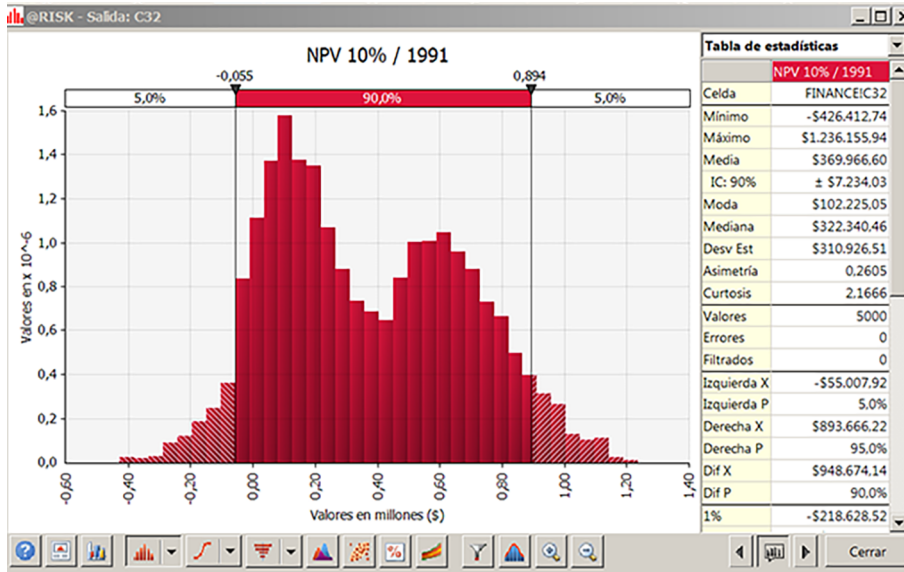 @RISK - Salida: C32
NPV 10% / 1991
-0,055 0,894
5,0% 90,0% 5,0%
1,6
1,4
1,2
1,0
0,8
0,6
0,4
0,2
0,0
Valores en x 10^-6
-0,60 -0,40 -0,20 0,00 0,20 0,40 0,60 0,80 1,00 1,20 1,40
Valores en millones ($)
Tabla de estadísticas
NPV 10% / 1991
Celda FINANCE!C32
Mínimo -$426.412,74
Máximo $1.236.155,94
Media $369.966,60
IC: 90% ± $7.234,03
Moda $102.225,05
Mediana $322.340,46
Desv Est $310.926,51
Asimetría 0,2605
Curtosis 2,1666
Valores 5000
Errores 0
Filtrados 0
Izquierda X -$55.007,92
Izquierda P 5,0%
Derecha X $893.666,22
Derecha P 95,0%
Dif X $948.674,14
Dif P 90,0%
1% -$218.628,52
Cerrar